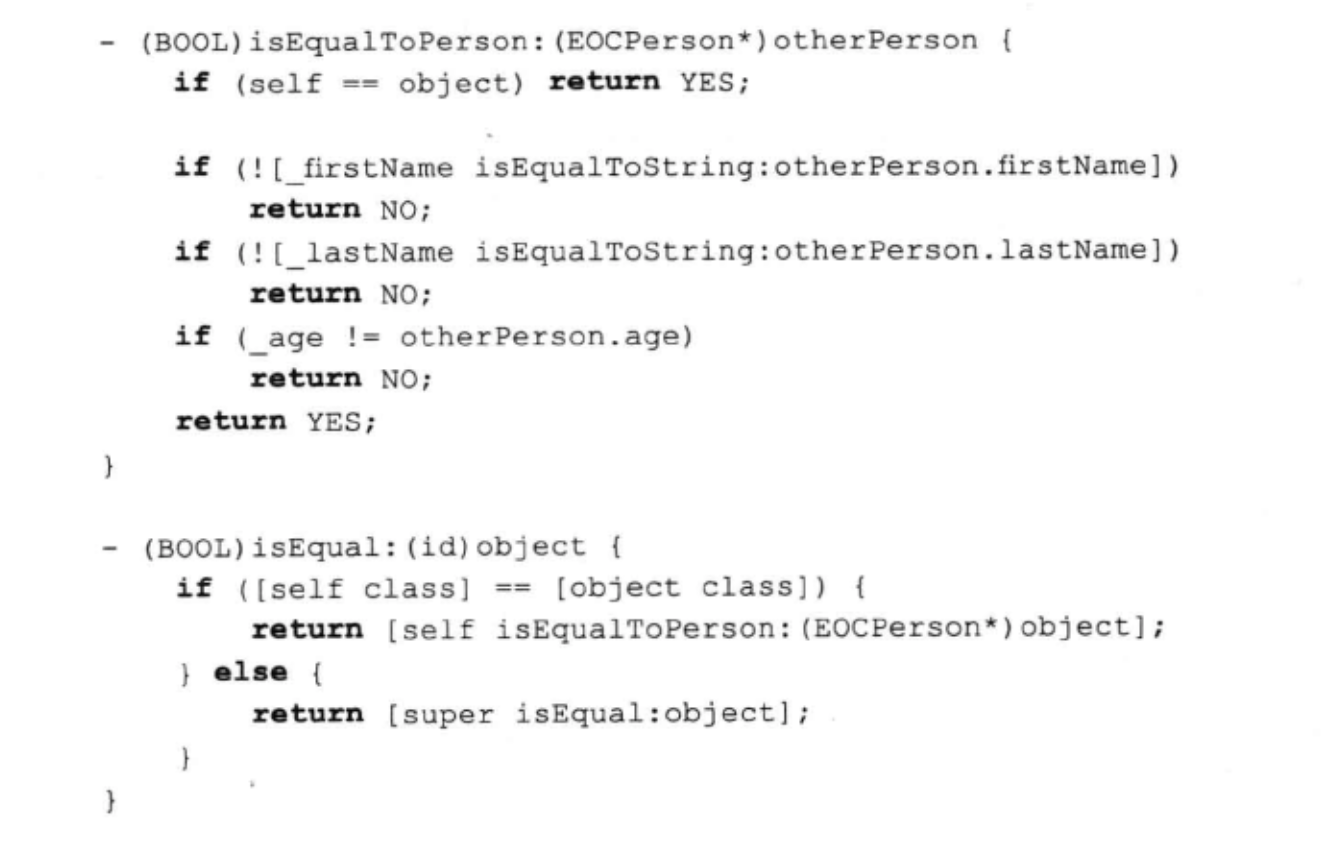 - (BOOL)isEqualToPerson:(EOCPerson*)otherPerson {
    if (self == object) return YES;

    if (![_firstName isEqualToString:otherPerson.firstName])
        return NO;
    if (![_lastName isEqualToString:otherPerson.lastName])
        return NO;
    if (_age != otherPerson.age)
        return NO;
    return YES;
}

- (BOOL)isEqual:(id)object {
    if ([self class] == [object class]) {
        return [self isEqualToPerson:(EOCPerson*)object];
    } else {
        return [super isEqual:object];
    }
}